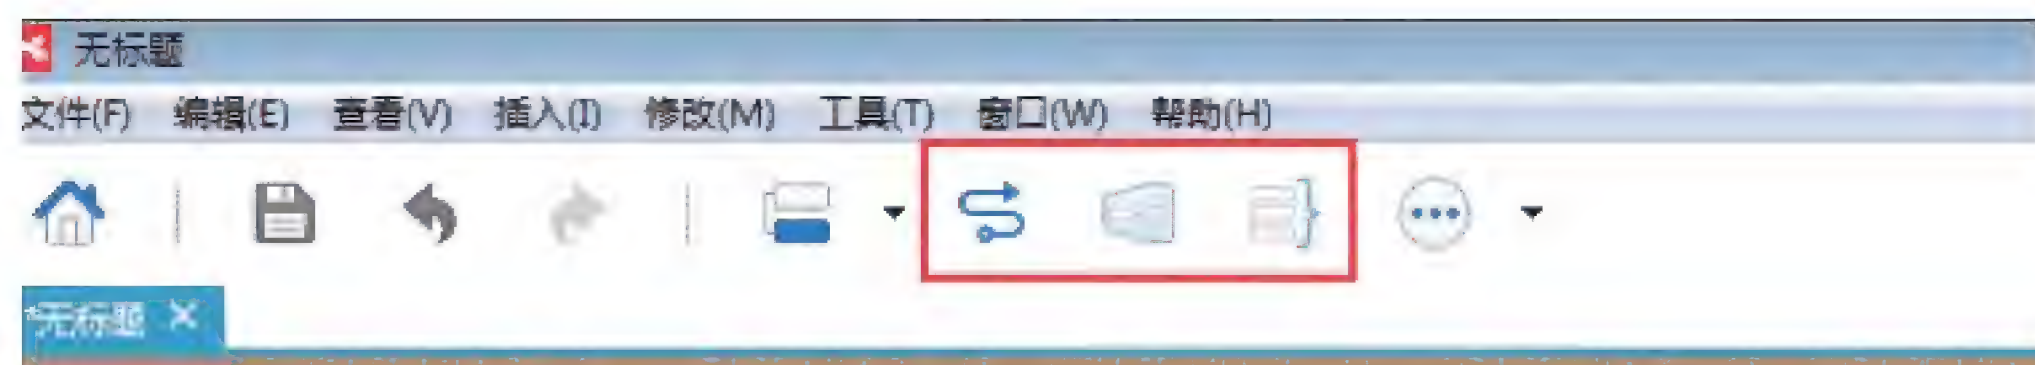 无标题
文件(F) 编辑(E) 查看(V) 插入(I) 修改(M) 工具(T) 窗口(W) 帮助(H)
*无标题 ×